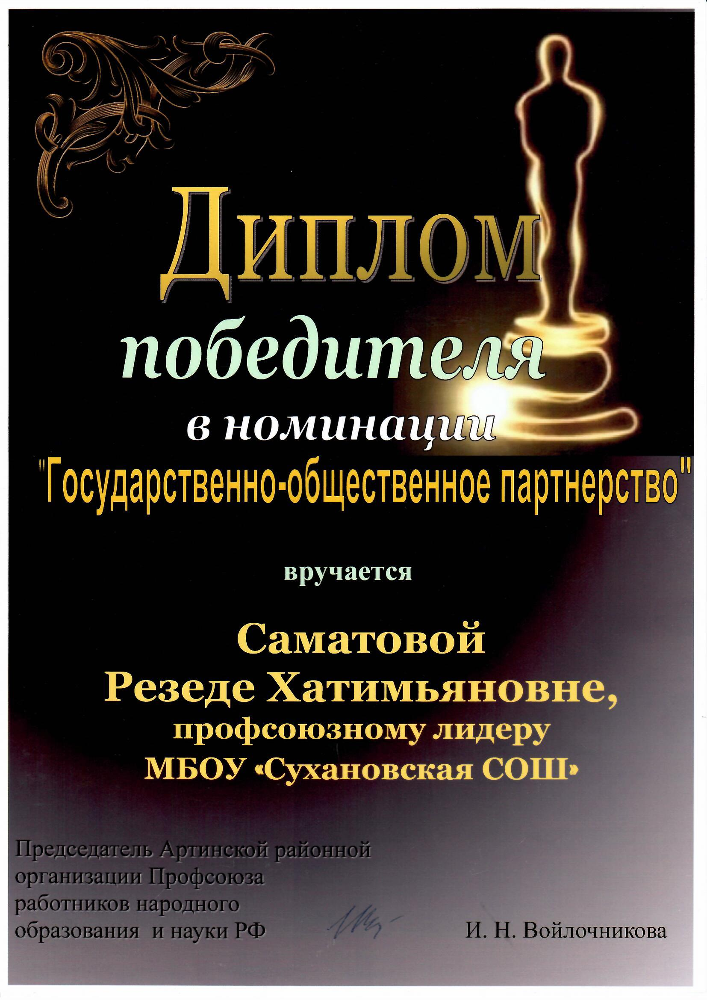 Диплом
победителя
в номинации
"Государственно-общественное партнерство"
вручается
Саматовой
Резеде Хатимьяновне,
профсоюзному лидеру
МБОУ «Сухановская СОШ»
Председатель Артинской районной
организации Профсоюза
работников народного
образования  и науки РФ
И. Н. Войлочникова